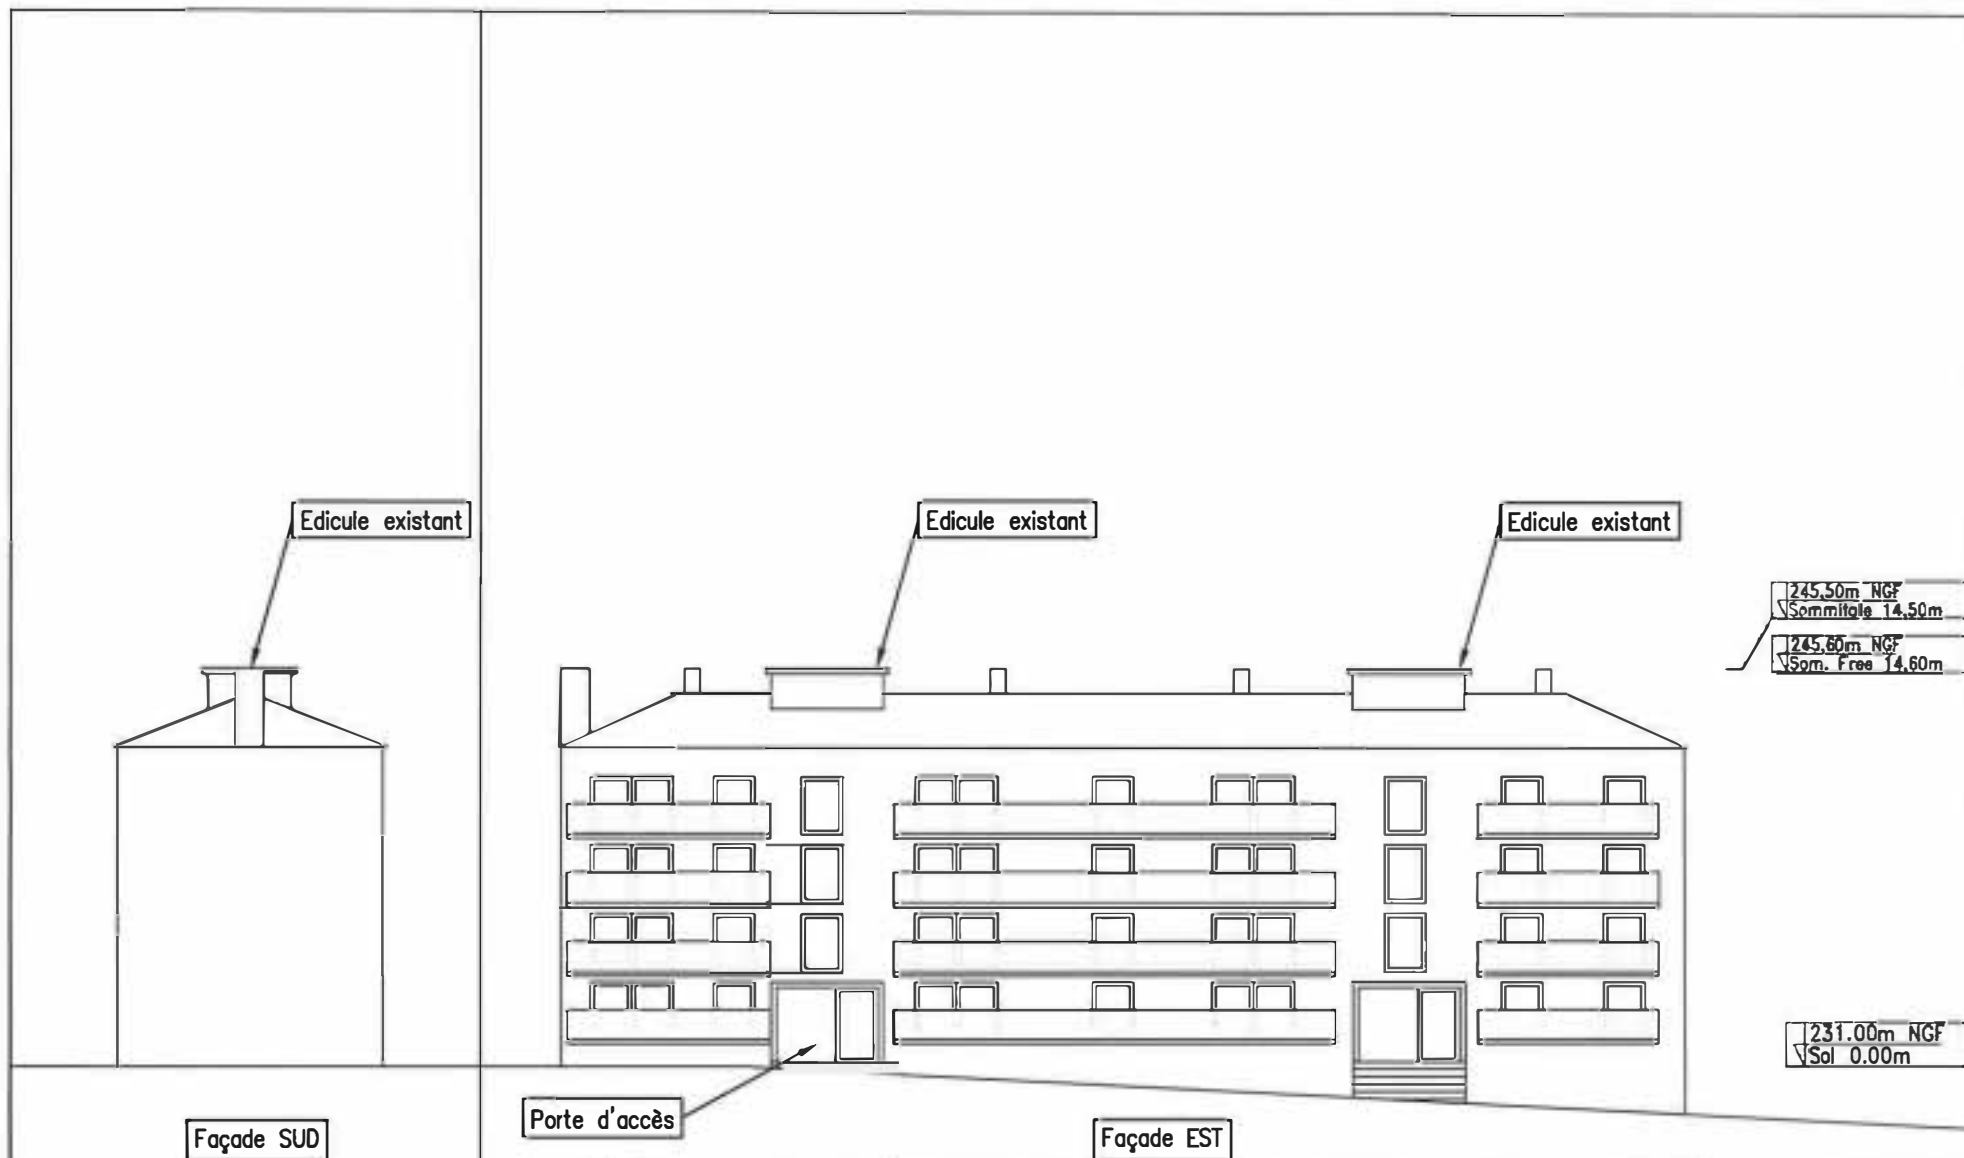 Edicule existant
Edicule existant
Edicule existant
245,50m NGF
Sommitale 14,50m
245,60m NGF
Som. Free 14,60m
231.00m NGF
Sol 0.00m
Porte d'accès
Façade SUD
Façade EST